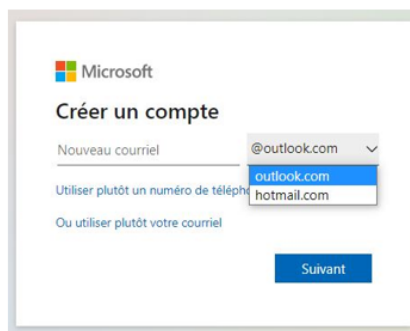 Microsoft
Créer un compte
Nouveau courriel
@outlook.com
outlook.com
hotmail.com
Utiliser plutôt un numéro de
Ou utiliser plutôt votre courriel
Suivant